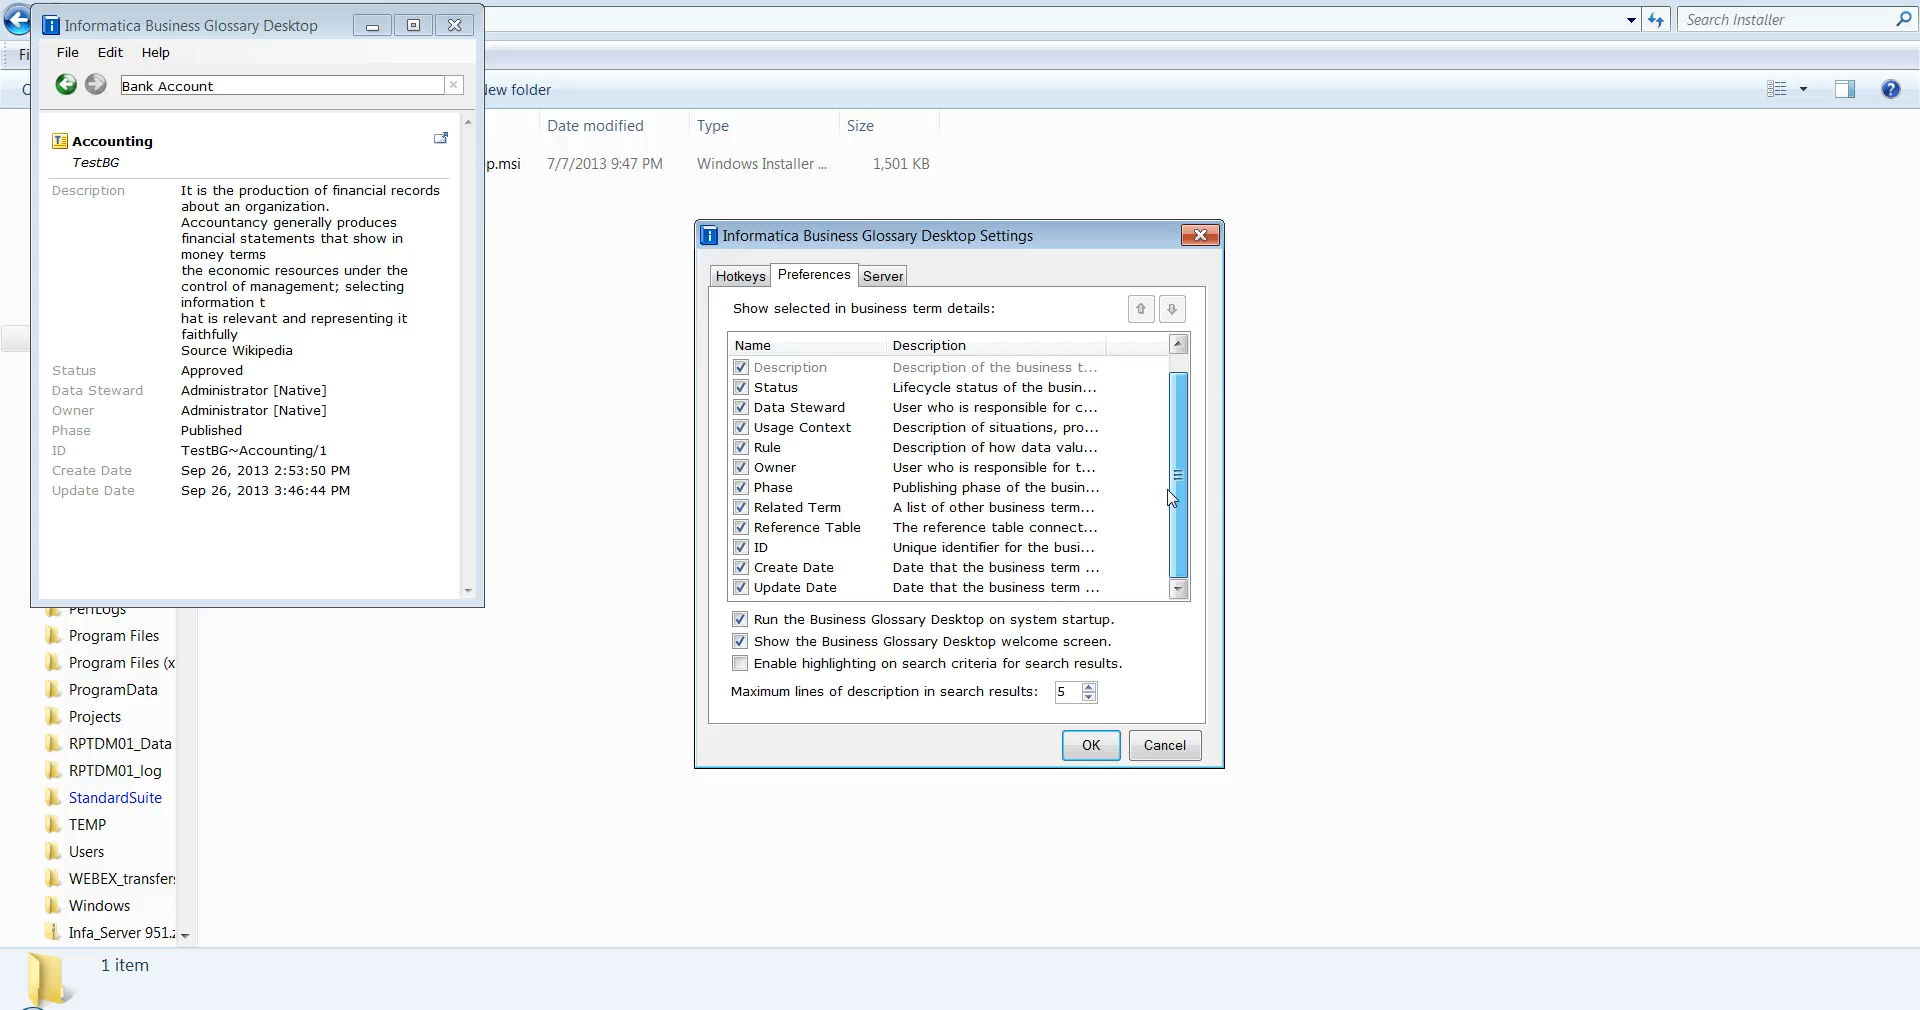 Informatica Business Glossary Desktop
File Edit Help
Bank Account
Accounting
TestBG
Description It is the production of financial records
about an organization.
Accountancy generally produces
financial statements that show in
money terms
the economic resources under the
control of management; selecting
information t
hat is relevant and representing it
faithfully
Source Wikipedia
Status Approved
Data Steward Administrator [Native]
Owner Administrator [Native]
Phase Published
ID TestBG~Accounting/1
Create Date Sep 26, 2013 2:53:50 PM
Update Date Sep 26, 2013 3:46:44 PM
Search Installer
New folder
Date modified Type Size
p.msi 7/7/2013 9:47 PM Windows Installer ... 1,501 KB
Informatica Business Glossary Desktop Settings
Hotkeys Preferences Server
Show selected in business term details:
Name Description
Description Description of the business t...
Status Lifecycle status of the busin...
Data Steward User who is responsible for c...
Usage Context Description of situations, pro...
Rule Description of how data valu...
Owner User who is responsible for t...
Phase Publishing phase of the busin...
Related Term A list of other business term...
Reference Table The reference table connect...
ID Unique identifier for the busi...
Create Date Date that the business term ...
Update Date Date that the business term ...
Run the Business Glossary Desktop on system startup.
Show the Business Glossary Desktop welcome screen.
Enable highlighting on search criteria for search results.
Maximum lines of description in search results: 5
OK Cancel
PerfLogs
Program Files
Program Files (x
ProgramData
Projects
RPTDM01_Data
RPTDM01_log
StandardSuite
TEMP
Users
WEBEX_transfers
Windows
Infa_Server 951.z
1 item